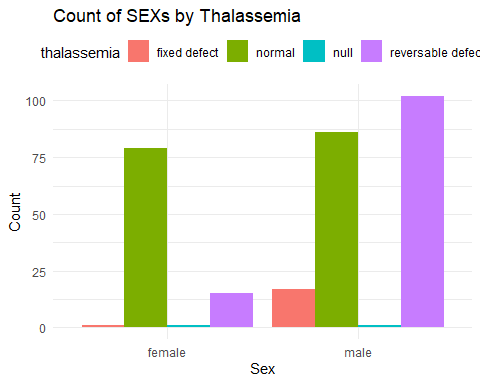 Count of SEXs by Thalassemia
thalassemia fixed defect normal null reversable defec
100
75
50
25
0
Count
female male
Sex